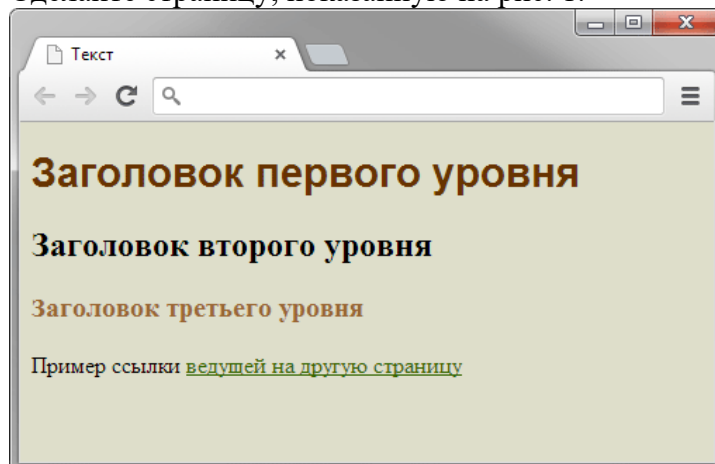 Сделайте страницу, показанную на рис. 1.
Текст
Заголовок первого уровня
Заголовок второго уровня
Заголовок третьего уровня
Пример ссылки ведущей на другую страницу